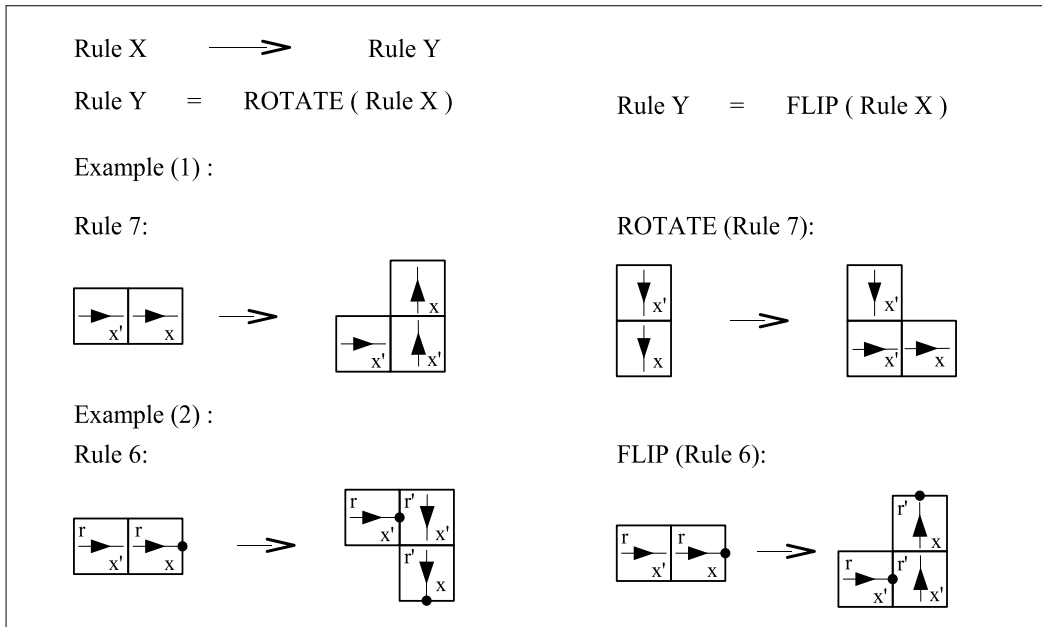 Rule X Rule Y
Rule Y = ROTATE ( Rule X ) Rule Y = FLIP ( Rule X )
Example (1) :
Rule 7: ROTATE (Rule 7):
x' x x x' x' x' x x' x' x
Example (2) :
Rule 6: FLIP (Rule 6):
r x' r x r x' r' x' r' x r x' r x r' x r x' r' x'